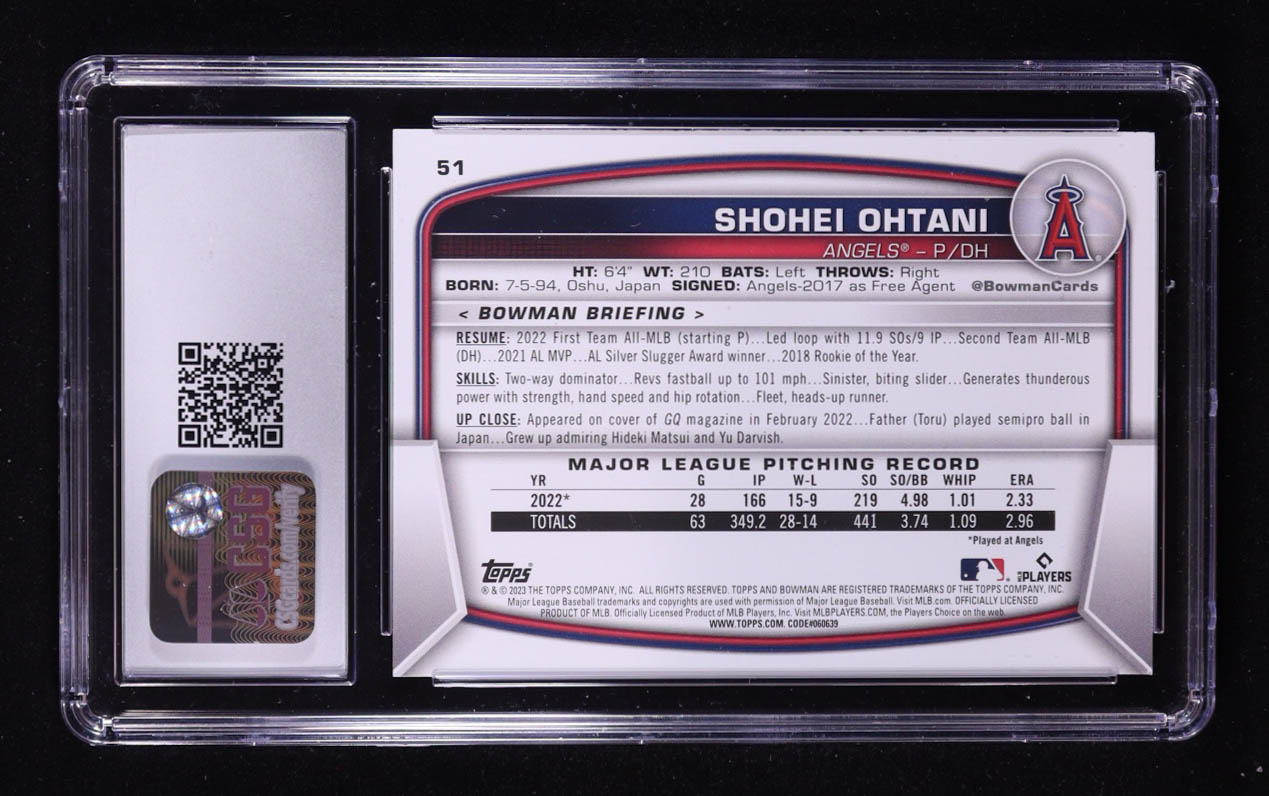 51
SHOHEI OHTANI
ANGELS® – P/DH
A
HT: 6'4" WT: 210 BATS: Left THROWS: Right
BORN: 7-5-94, Oshu, Japan SIGNED: Angels-2017 as Free Agent @BowmanCards
< BOWMAN BRIEFING >
RESUME: 2022 First Team All-MLB (starting P)...Led loop with 11.9 SOs/9 IP...Second Team All-MLB
(DH)...2021 AL MVP...AL Silver Slugger Award winner...2018 Rookie of the Year.
SKILLS: Two-way dominator...Revs fastball up to 101 mph...Sinister, biting slider...Generates thunderous
power with strength, hand speed and hip rotation...Fleet, heads-up runner.
UP CLOSE: Appeared on cover of GQ magazine in February 2022...Father (Toru) played semipro ball in
Japan...Grew up admiring Hideki Matsui and Yu Darvish.
MAJOR LEAGUE PITCHING RECORD
YR G IP W-L SO SO/BB WHIP ERA
2022* 28 166 15-9 219 4.98 1.01 2.33
TOTALS 63 349.2 28-14 441 3.74 1.09 2.96
*Played at Angels
topps®
PLAYERS
® & © 2023 THE TOPPS COMPANY, INC. ALL RIGHTS RESERVED. TOPPS AND BOWMAN ARE REGISTERED TRADEMARKS OF THE TOPPS COMPANY, INC.
Major League Baseball trademarks and copyrights are used with permission of Major League Baseball. Visit MLB.com. OFFICIALLY LICENSED
PRODUCT OF MLB. Officially Licensed Product of MLB Players, Inc. Visit MLBPLAYERS.COM, the Players Choice on the web.
WWW.TOPPS.COM. CODE#060639
CSG
CSGcards.com/verify